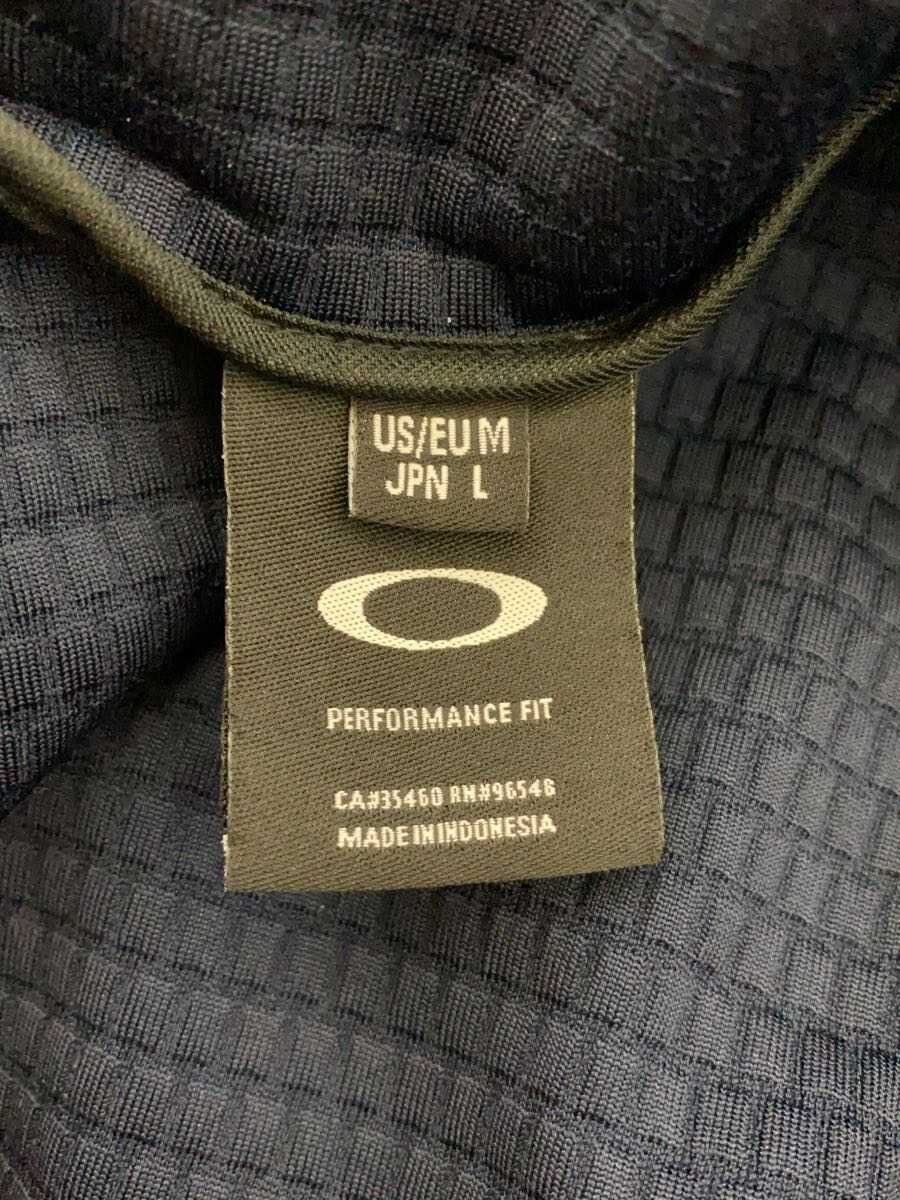 US/EU M
JPN L
PERFORMANCE FIT
CA#35460 RN#96548
MADE IN INDONESIA